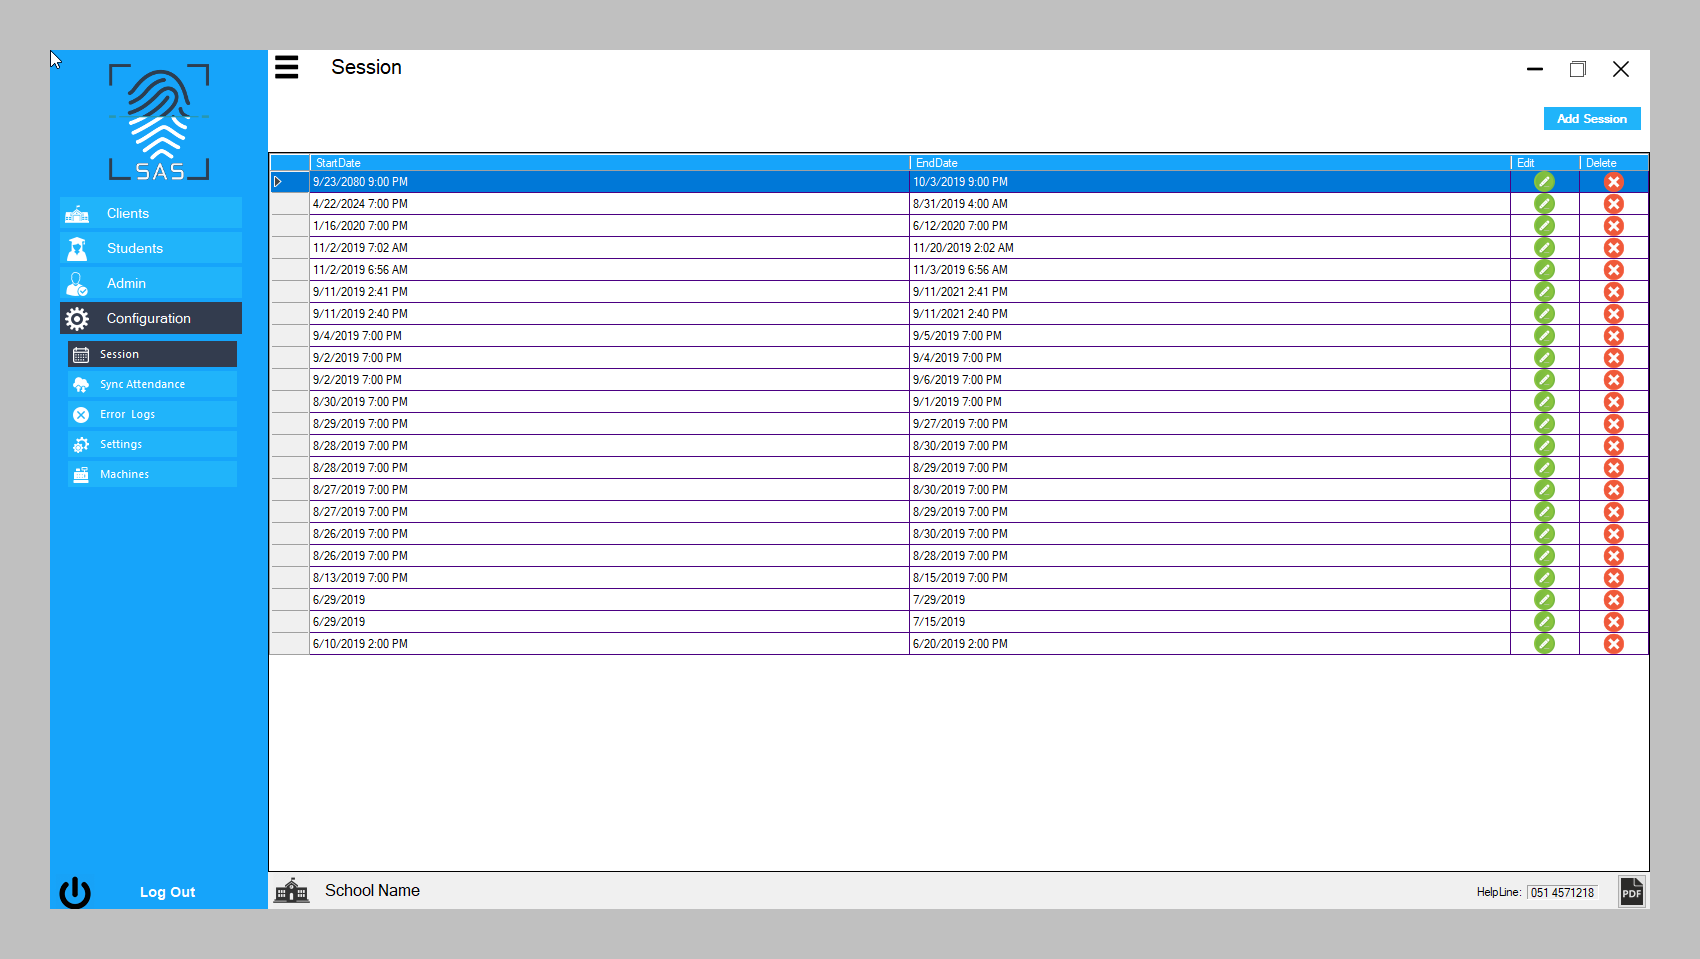 Session
SAS
Add Session
StartDate EndDate Edit Delete
9/23/2080 9:00 PM 10/3/2019 9:00 PM
4/22/2024 7:00 PM 8/31/2019 4:00 AM
1/16/2020 7:00 PM 6/12/2020 7:00 PM
11/2/2019 7:02 AM 11/20/2019 2:02 AM
11/2/2019 6:56 AM 11/3/2019 6:56 AM
9/11/2019 2:41 PM 9/11/2021 2:41 PM
9/11/2019 2:40 PM 9/11/2021 2:40 PM
9/4/2019 7:00 PM 9/5/2019 7:00 PM
9/2/2019 7:00 PM 9/4/2019 7:00 PM
9/2/2019 7:00 PM 9/6/2019 7:00 PM
8/30/2019 7:00 PM 9/1/2019 7:00 PM
8/29/2019 7:00 PM 9/27/2019 7:00 PM
8/28/2019 7:00 PM 8/30/2019 7:00 PM
8/28/2019 7:00 PM 8/29/2019 7:00 PM
8/27/2019 7:00 PM 8/30/2019 7:00 PM
8/27/2019 7:00 PM 8/29/2019 7:00 PM
8/26/2019 7:00 PM 8/30/2019 7:00 PM
8/26/2019 7:00 PM 8/28/2019 7:00 PM
8/13/2019 7:00 PM 8/15/2019 7:00 PM
6/29/2019 7/29/2019
6/29/2019 7/15/2019
6/10/2019 2:00 PM 6/20/2019 2:00 PM
Clients
Students
Admin
Configuration
Session
Sync Attendance
Error Logs
Settings
Machines
Log Out
School Name
HelpLine: 051 4571218
PDF